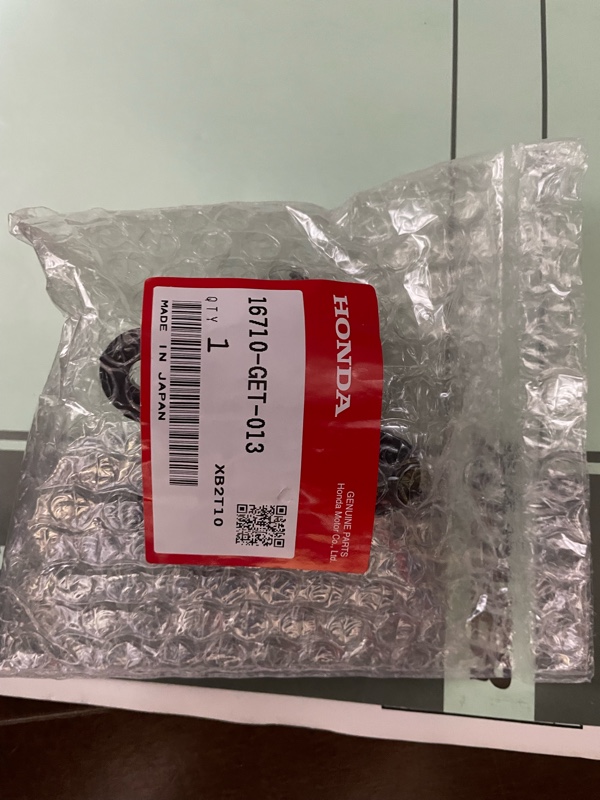 HONDA
GENUINE PARTS
Honda Motor Co., Ltd.
16710-GET-013
XB2T10
QTY 1
MADE IN JAPAN